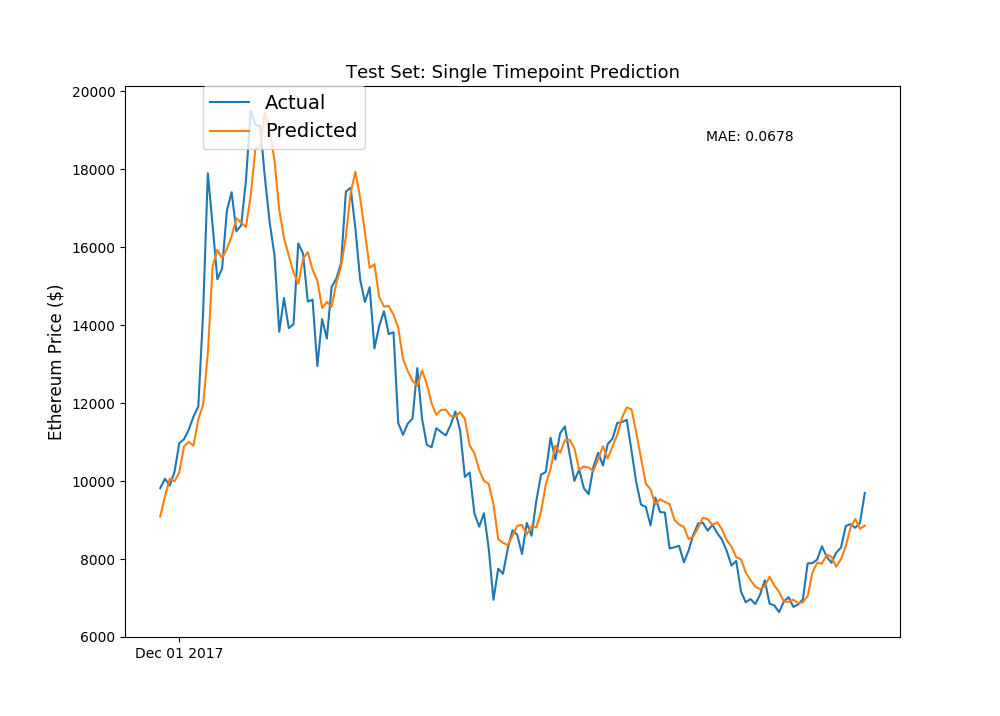 Test Set: Single Timepoint Prediction
Actual
Predicted
MAE: 0.0678
Ethereum Price ($)
20000
18000
16000
14000
12000
10000
8000
6000
Dec 01 2017